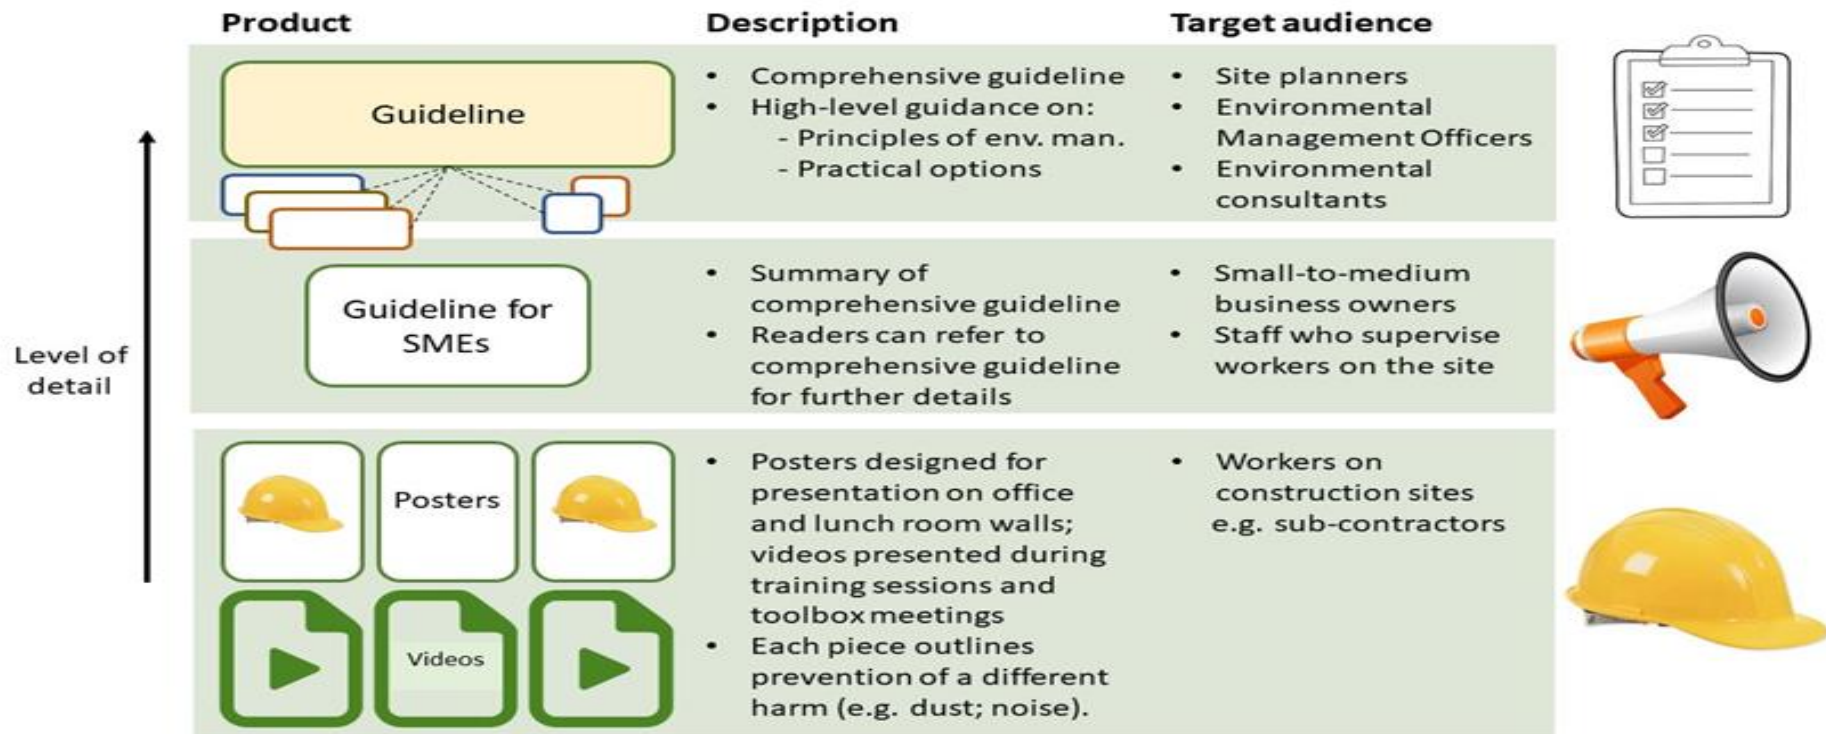 Product Description Target audience
Guideline
• Comprehensive guideline
• High-level guidance on:
- Principles of env. man.
- Practical options
• Site planners
• Environmental
Management Officers
• Environmental
consultants
Level of
detail
Guideline for
SMEs
• Summary of
comprehensive guideline
• Readers can refer to
comprehensive guideline
for further details
• Small-to-medium
business owners
• Staff who supervise
workers on the site
Posters
Videos
• Posters designed for
presentation on office
and lunch room walls;
videos presented during
training sessions and
toolbox meetings
• Each piece outlines
prevention of a different
harm (e.g. dust; noise).
• Workers on
construction sites
e.g. sub-contractors